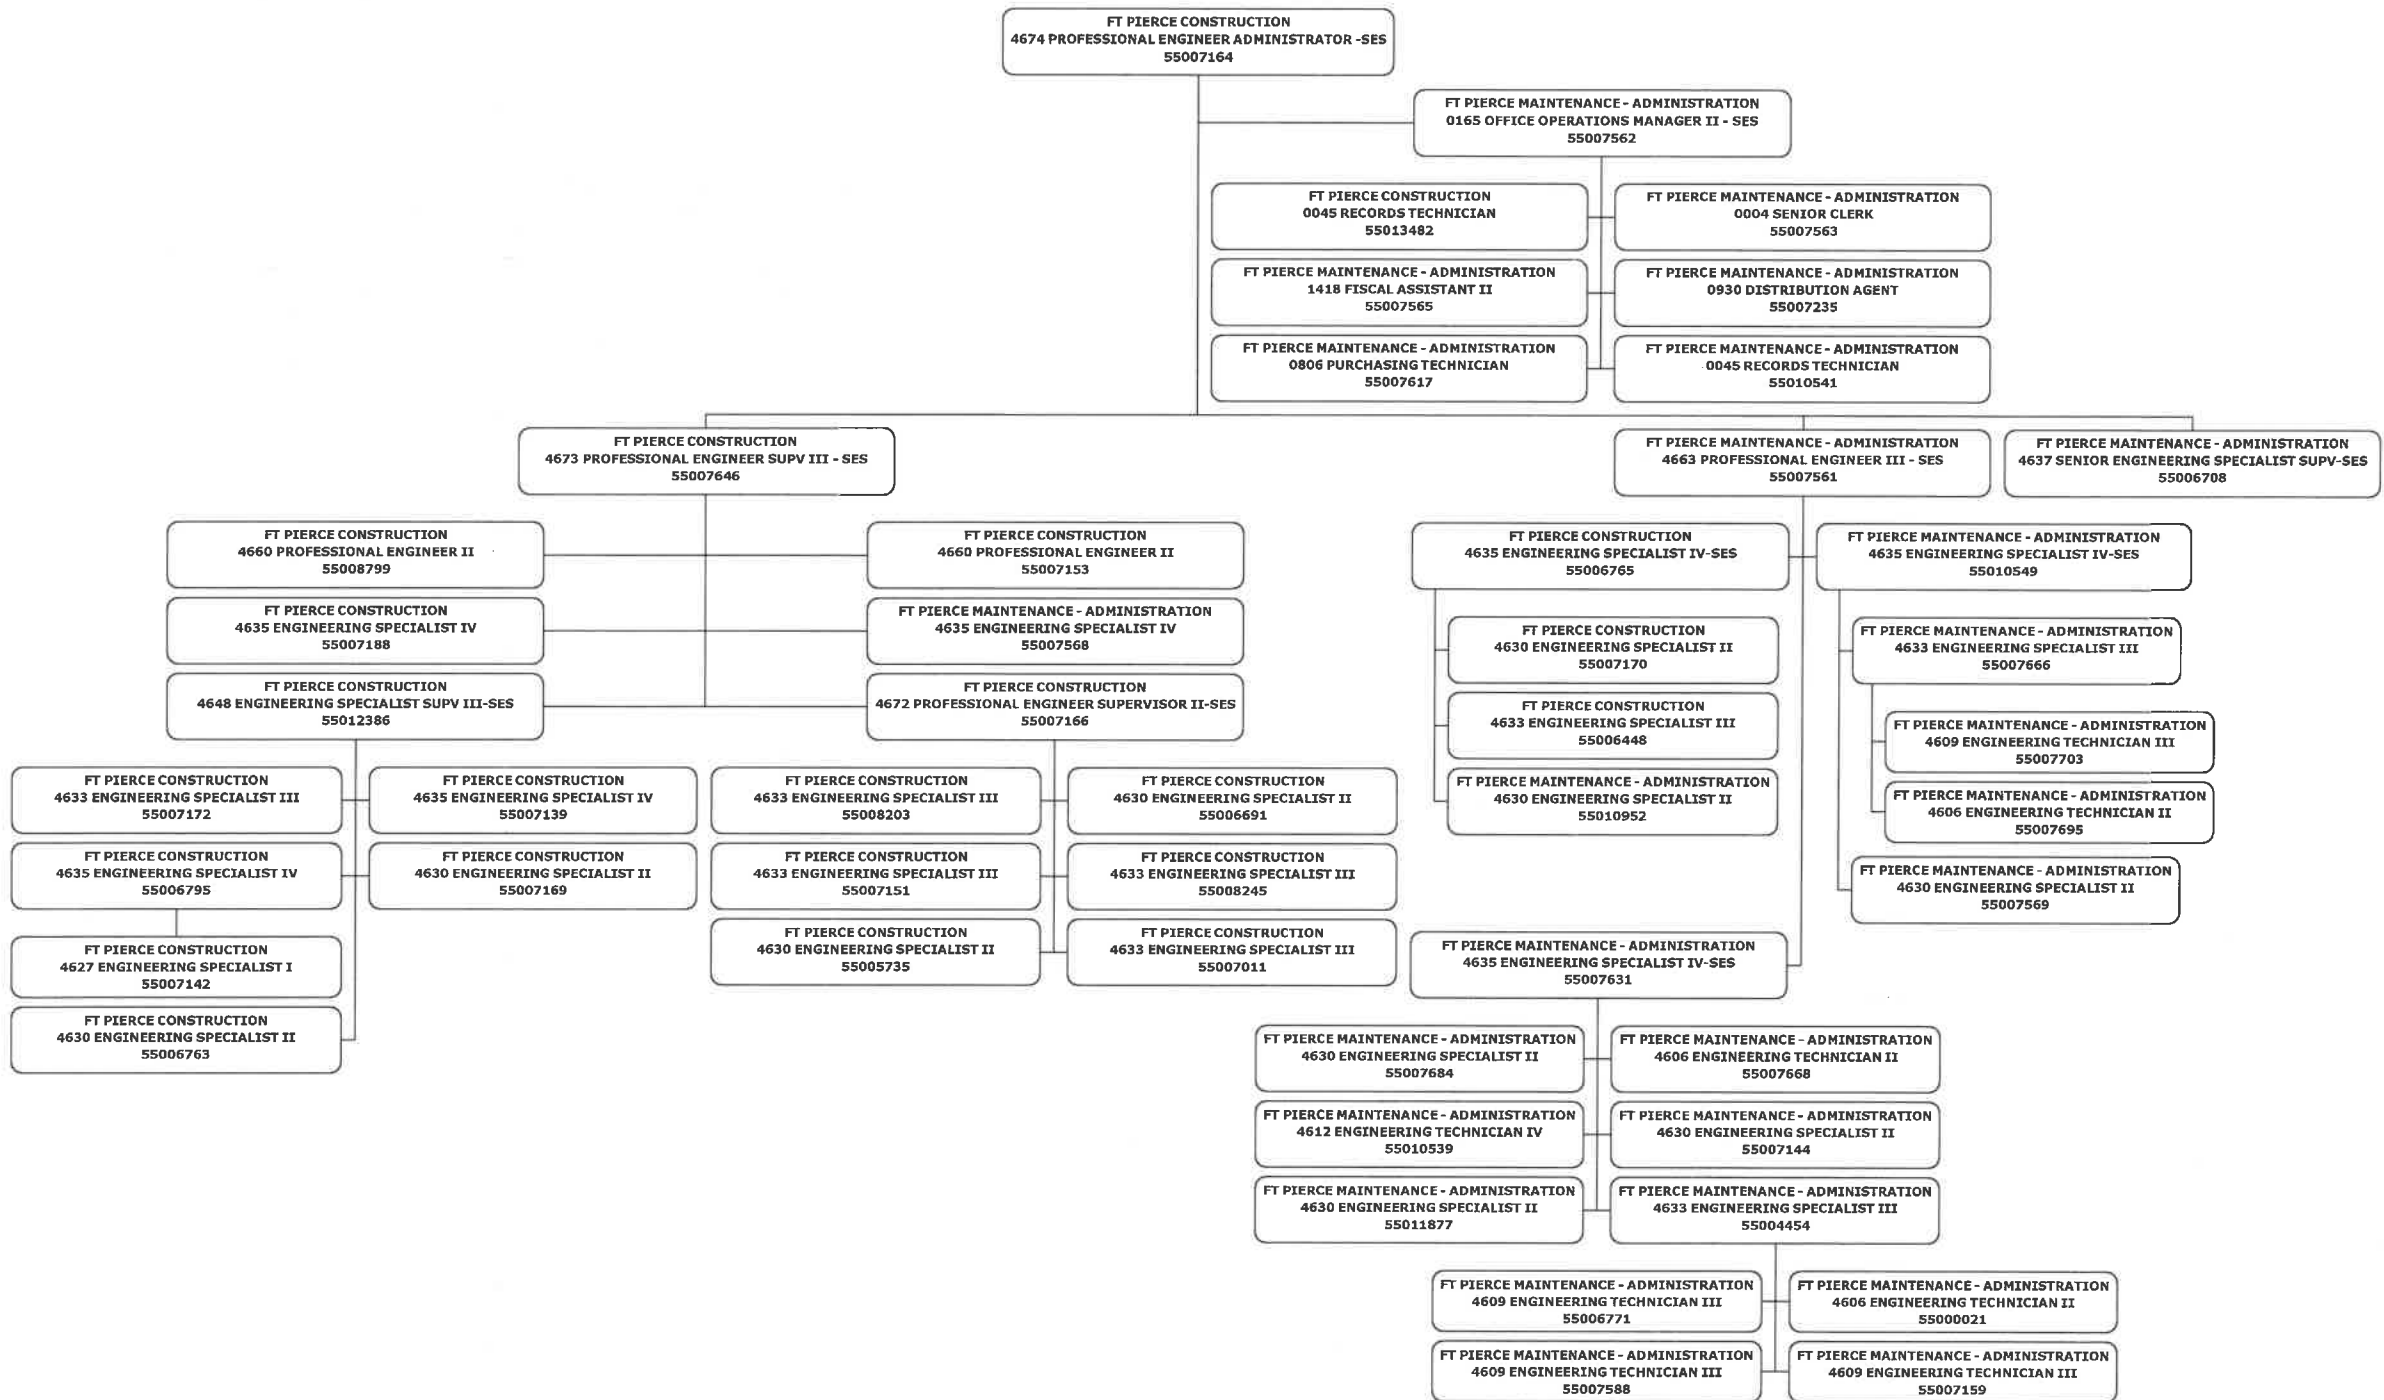 FT PIERCE CONSTRUCTION
4674 PROFESSIONAL ENGINEER ADMINISTRATOR -SES
55007164
FT PIERCE MAINTENANCE - ADMINISTRATION
0165 OFFICE OPERATIONS MANAGER II - SES
55007562
FT PIERCE CONSTRUCTION
0045 RECORDS TECHNICIAN
55013482
FT PIERCE MAINTENANCE - ADMINISTRATION
0004 SENIOR CLERK
55007563
FT PIERCE MAINTENANCE - ADMINISTRATION
1418 FISCAL ASSISTANT II
55007565
FT PIERCE MAINTENANCE - ADMINISTRATION
0930 DISTRIBUTION AGENT
55007235
FT PIERCE MAINTENANCE - ADMINISTRATION
0806 PURCHASING TECHNICIAN
55007617
FT PIERCE MAINTENANCE - ADMINISTRATION
0045 RECORDS TECHNICIAN
55010541
FT PIERCE CONSTRUCTION
4673 PROFESSIONAL ENGINEER SUPV III - SES
55007646
FT PIERCE MAINTENANCE - ADMINISTRATION
4663 PROFESSIONAL ENGINEER III - SES
55007561
FT PIERCE MAINTENANCE - ADMINISTRATION
4637 SENIOR ENGINEERING SPECIALIST SUPV-SES
55006708
FT PIERCE CONSTRUCTION
4660 PROFESSIONAL ENGINEER II
55008799
FT PIERCE CONSTRUCTION
4660 PROFESSIONAL ENGINEER II
55007153
FT PIERCE CONSTRUCTION
4635 ENGINEERING SPECIALIST IV
55007188
FT PIERCE MAINTENANCE - ADMINISTRATION
4635 ENGINEERING SPECIALIST IV
55007568
FT PIERCE CONSTRUCTION
4648 ENGINEERING SPECIALIST SUPV III-SES
55012386
FT PIERCE CONSTRUCTION
4672 PROFESSIONAL ENGINEER SUPERVISOR II-SES
55007166
FT PIERCE CONSTRUCTION
4633 ENGINEERING SPECIALIST III
55007172
FT PIERCE CONSTRUCTION
4635 ENGINEERING SPECIALIST IV
55007139
FT PIERCE CONSTRUCTION
4635 ENGINEERING SPECIALIST IV
55006795
FT PIERCE CONSTRUCTION
4630 ENGINEERING SPECIALIST II
55007169
FT PIERCE CONSTRUCTION
4627 ENGINEERING SPECIALIST I
55007142
FT PIERCE CONSTRUCTION
4630 ENGINEERING SPECIALIST II
55006763
FT PIERCE CONSTRUCTION
4633 ENGINEERING SPECIALIST III
55008203
FT PIERCE CONSTRUCTION
4630 ENGINEERING SPECIALIST II
55006691
FT PIERCE CONSTRUCTION
4633 ENGINEERING SPECIALIST III
55007151
FT PIERCE CONSTRUCTION
4633 ENGINEERING SPECIALIST III
55008245
FT PIERCE CONSTRUCTION
4630 ENGINEERING SPECIALIST II
55005735
FT PIERCE CONSTRUCTION
4633 ENGINEERING SPECIALIST III
55007011
FT PIERCE CONSTRUCTION
4635 ENGINEERING SPECIALIST IV-SES
55006765
FT PIERCE CONSTRUCTION
4630 ENGINEERING SPECIALIST II
55007170
FT PIERCE CONSTRUCTION
4633 ENGINEERING SPECIALIST III
55006448
FT PIERCE MAINTENANCE - ADMINISTRATION
4630 ENGINEERING SPECIALIST II
55010952
FT PIERCE MAINTENANCE - ADMINISTRATION
4635 ENGINEERING SPECIALIST IV-SES
55010549
FT PIERCE MAINTENANCE - ADMINISTRATION
4633 ENGINEERING SPECIALIST III
55007666
FT PIERCE MAINTENANCE - ADMINISTRATION
4609 ENGINEERING TECHNICIAN III
55007703
FT PIERCE MAINTENANCE - ADMINISTRATION
4606 ENGINEERING TECHNICIAN II
55007695
FT PIERCE MAINTENANCE - ADMINISTRATION
4630 ENGINEERING SPECIALIST II
55007569
FT PIERCE MAINTENANCE - ADMINISTRATION
4635 ENGINEERING SPECIALIST IV-SES
55007631
FT PIERCE MAINTENANCE - ADMINISTRATION
4630 ENGINEERING SPECIALIST II
55007684
FT PIERCE MAINTENANCE - ADMINISTRATION
4606 ENGINEERING TECHNICIAN II
55007668
FT PIERCE MAINTENANCE - ADMINISTRATION
4612 ENGINEERING TECHNICIAN IV
55010539
FT PIERCE MAINTENANCE - ADMINISTRATION
4630 ENGINEERING SPECIALIST II
55007144
FT PIERCE MAINTENANCE - ADMINISTRATION
4630 ENGINEERING SPECIALIST II
55011877
FT PIERCE MAINTENANCE - ADMINISTRATION
4633 ENGINEERING SPECIALIST III
55004454
FT PIERCE MAINTENANCE - ADMINISTRATION
4609 ENGINEERING TECHNICIAN III
55006771
FT PIERCE MAINTENANCE - ADMINISTRATION
4606 ENGINEERING TECHNICIAN II
55000021
FT PIERCE MAINTENANCE - ADMINISTRATION
4609 ENGINEERING TECHNICIAN III
55007588
FT PIERCE MAINTENANCE - ADMINISTRATION
4609 ENGINEERING TECHNICIAN III
55007159